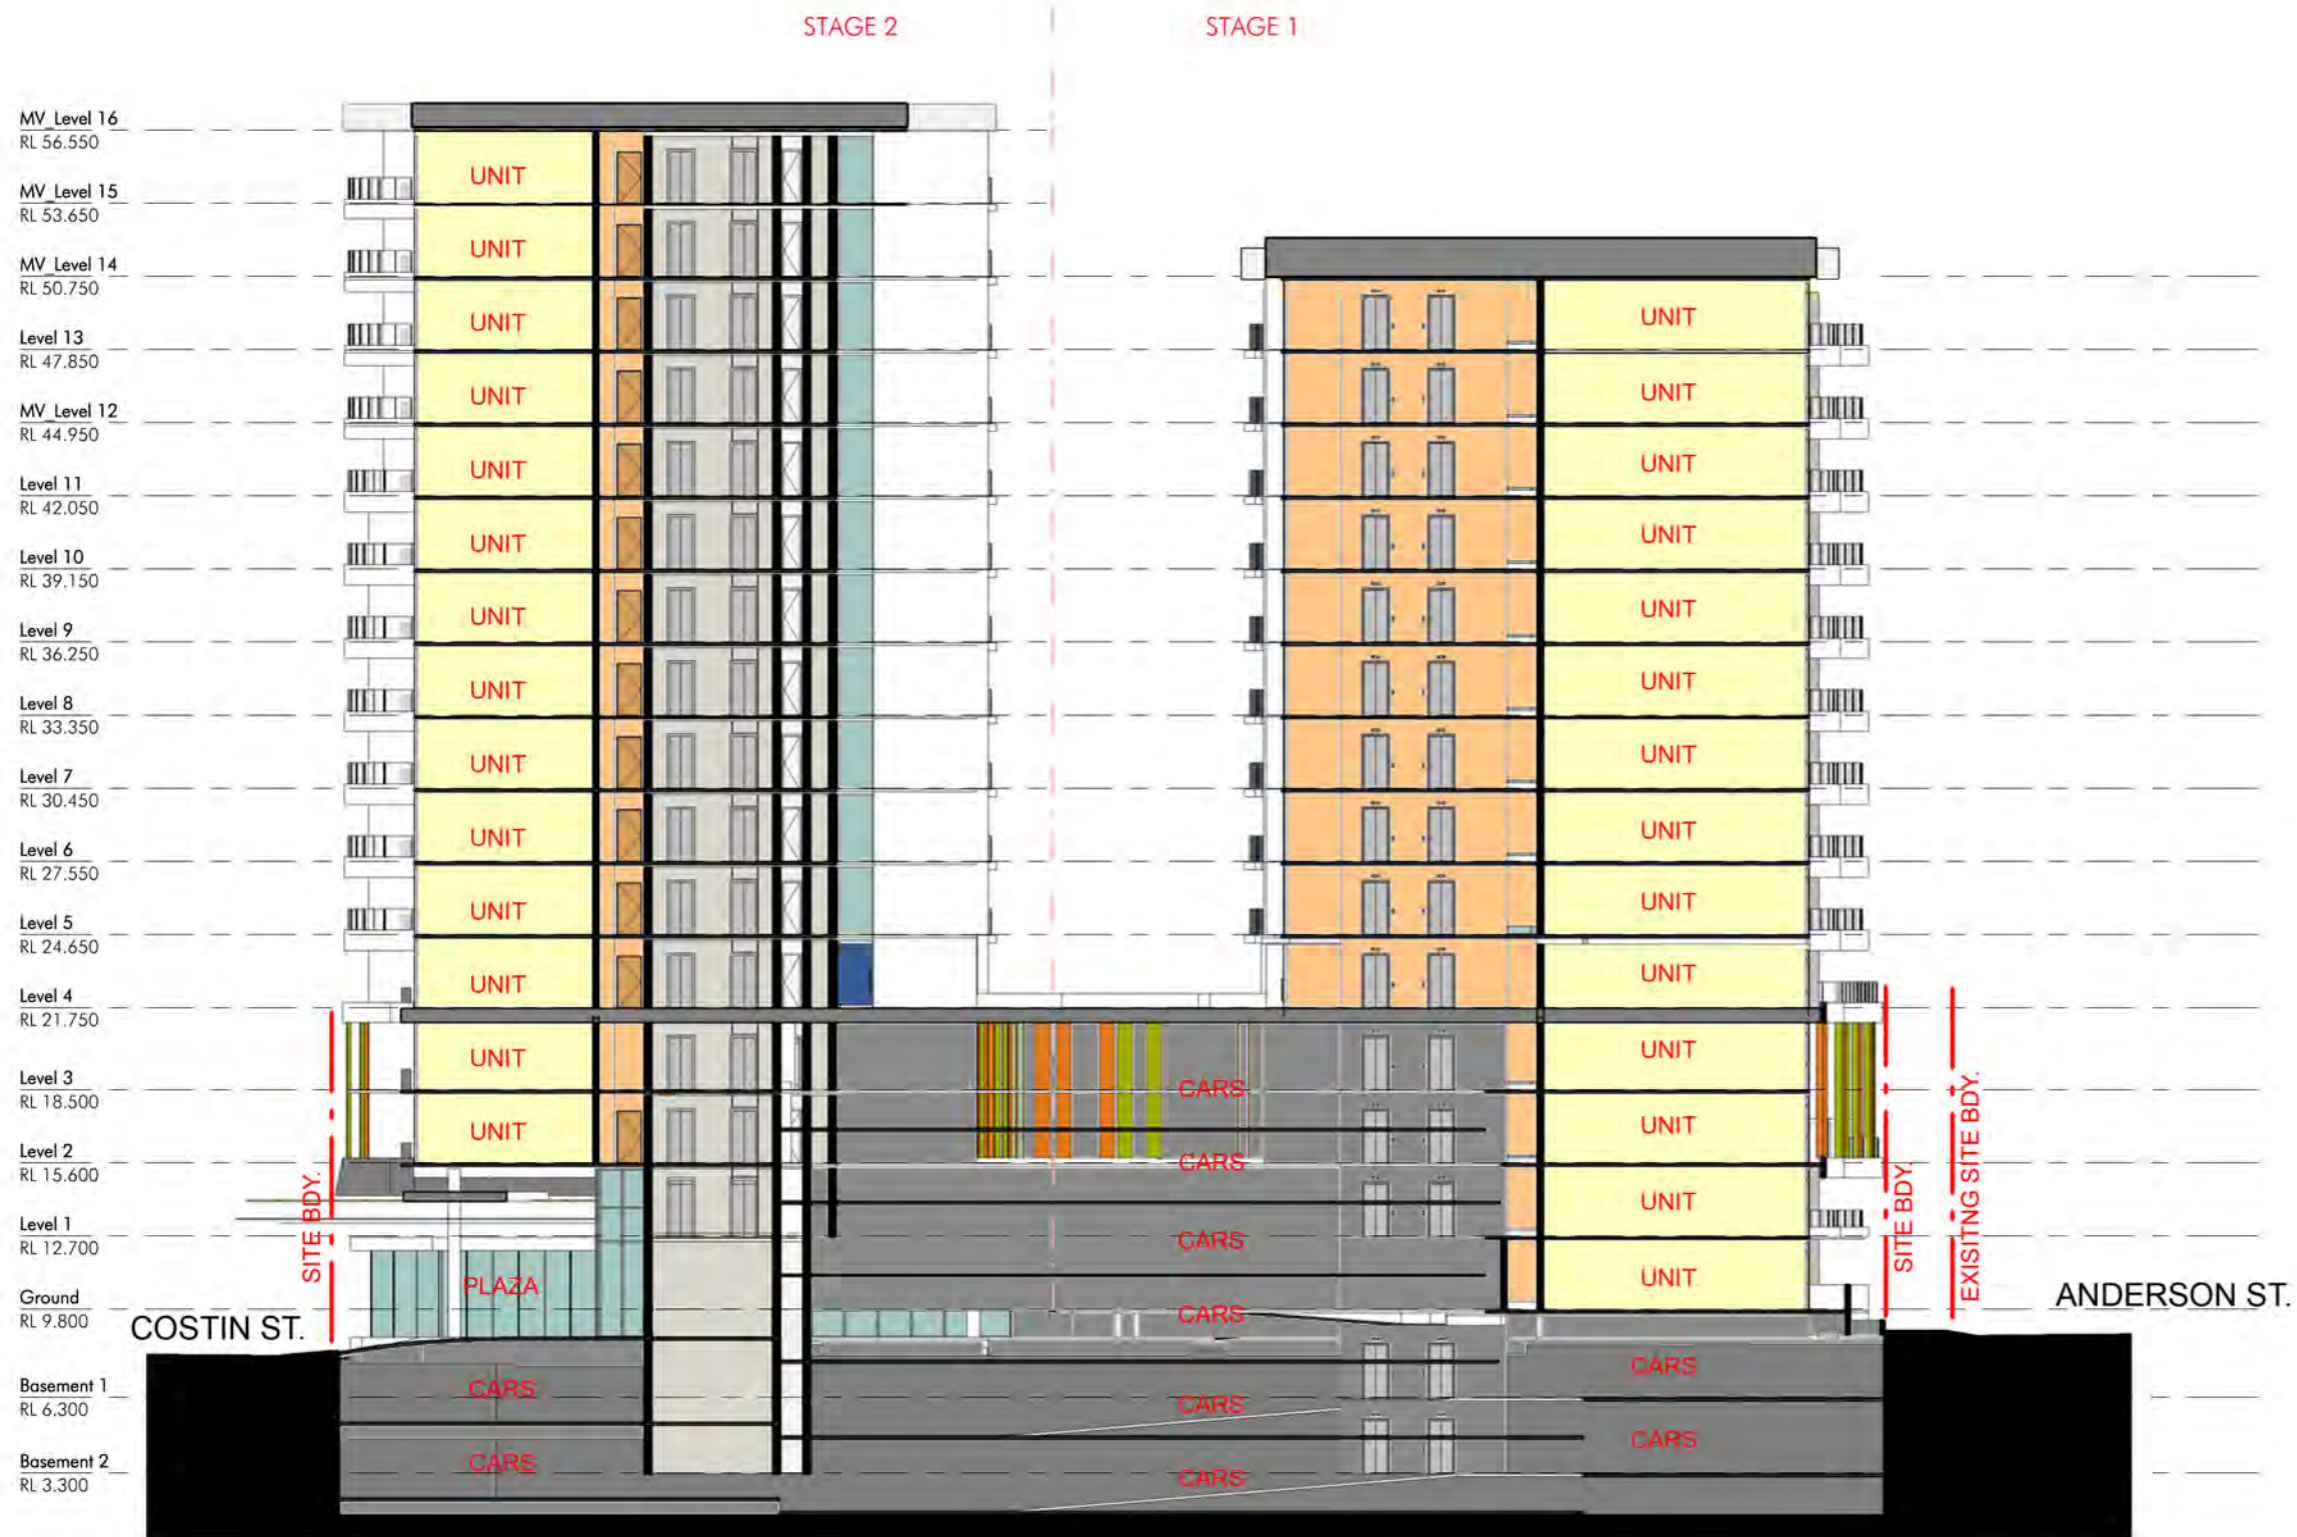 STAGE 2
STAGE 1
MV_Level 16
RL 56.550
UNIT
MV_Level 15
RL 53.650
UNIT
MV_Level 14
RL 50.750
UNIT
UNIT
Level 13
RL 47.850
UNIT
UNIT
MV_Level 12
RL 44.950
UNIT
UNIT
Level 11
RL 42.050
UNIT
UNIT
Level 10
RL 39.150
UNIT
UNIT
Level 9
RL 36.250
UNIT
UNIT
Level 8
RL 33.350
UNIT
UNIT
Level 7
RL 30.450
UNIT
UNIT
Level 6
RL 27.550
UNIT
UNIT
Level 5
RL 24.650
UNIT
UNIT
Level 4
RL 21.750
UNIT
UNIT
CARS
Level 3
RL 18.500
UNIT
UNIT
CARS
Level 2
RL 15.600
UNIT
CARS
Level 1
RL 12.700
PLAZA
UNIT
SITE BDY.
SITE BDY.
EXISITNG SITE BDY.
Ground
RL 9.800
CARS
COSTIN ST.
ANDERSON ST.
CARS
Basement 1
RL 6.300
CARS
CARS
CARS
Basement 2
RL 3.300
CARS
CARS